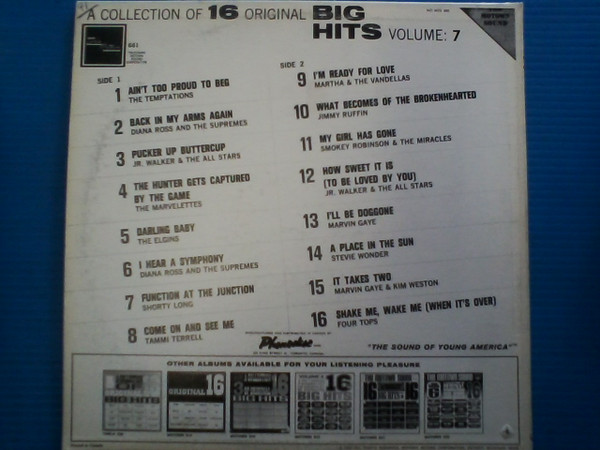 A COLLECTION OF 16 ORIGINAL BIG HITS VOLUME: 7
681
SIDE 1
1 AIN'T TOO PROUD TO BEG
THE TEMPTATIONS
2 BACK IN MY ARMS AGAIN
DIANA ROSS AND THE SUPREMES
3 PUCKER UP BUTTERCUP
JR. WALKER & THE ALL STARS
4 THE HUNTER GETS CAPTURED
BY THE GAME
THE MARVELETTES
5 DARLING BABY
THE ELGINS
6 I HEAR A SYMPHONY
DIANA ROSS AND THE SUPREMES
7 FUNCTION AT THE JUNCTION
SHORTY LONG
8 COME ON AND SEE ME
TAMMI TERRELL
SIDE 2
9 I'M READY FOR LOVE
MARTHA & THE VANDELLAS
10 WHAT BECOMES OF THE BROKENHEARTED
JIMMY RUFFIN
11 MY GIRL HAS GONE
SMOKEY ROBINSON & THE MIRACLES
12 HOW SWEET IT IS
(TO BE LOVED BY YOU)
JR. WALKER & THE ALL STARS
13 I'LL BE DOGGONE
MARVIN GAYE
14 A PLACE IN THE SUN
STEVIE WONDER
15 IT TAKES TWO
MARVIN GAYE & KIM WESTON
16 SHAKE ME, WAKE ME (WHEN IT'S OVER)
FOUR TOPS
Phonodisc
"THE SOUND OF YOUNG AMERICA"
OTHER ALBUMS AVAILABLE FOR YOUR LISTENING PLEASURE
ORIGINAL 16
16
BIG HITS
16